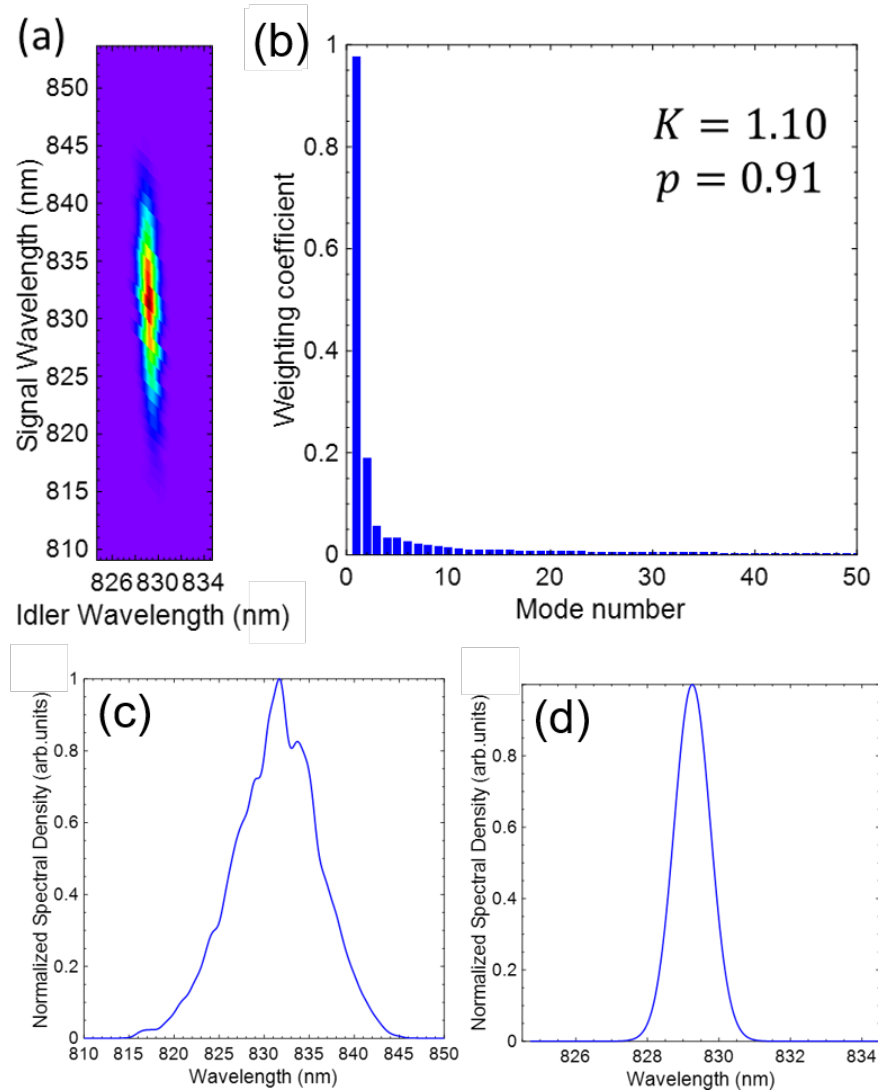 (a)
850
845
840
835
830
825
820
815
810
Signal Wavelength (nm)
826 830 834
Idler Wavelength (nm)
(b)
1
0.8
0.6
0.4
0.2
0
Weighting coefficient
K = 1.10
p = 0.91
0 10 20 30 40 50
Mode number
(c)
1
0.8
0.6
0.4
0.2
0
Normalized Spectral Density (arb.units)
810 815 820 825 830 835 840 845 850
Wavelength (nm)
(d)
1
0.8
0.6
0.4
0.2
0
Normalized Spectral Density (arb.units)
826 828 830 832 834
Wavelength (nm)